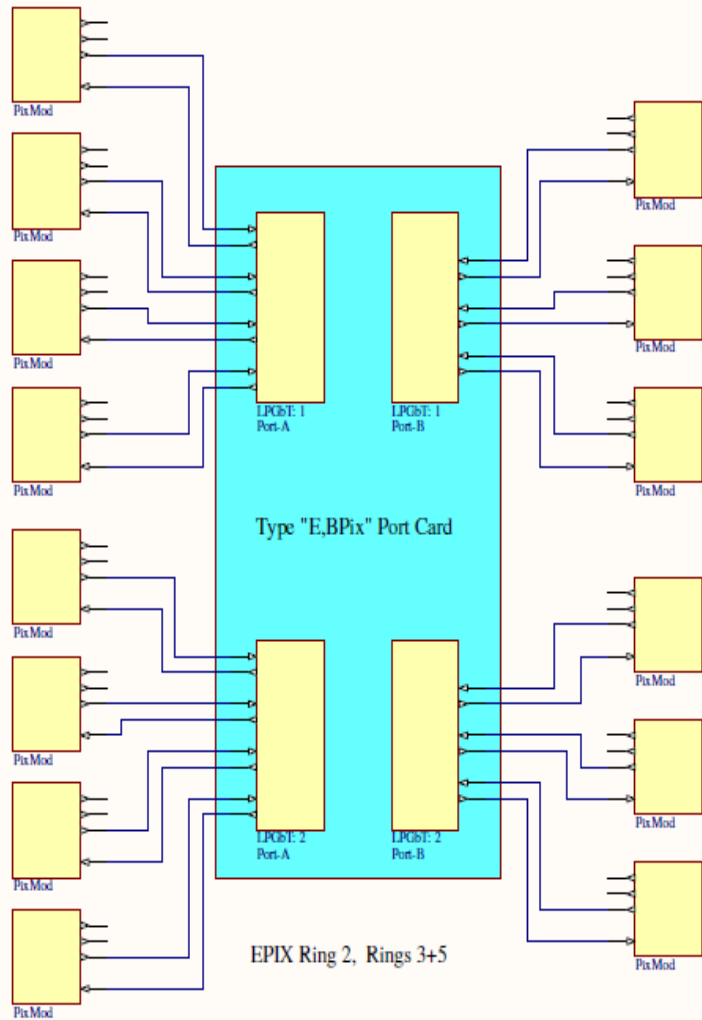 PixMod
PixMod
PixMod
PixMod
PixMod
PixMod
PixMod
LPGbT: 1
Port-A
LPGbT: 1
Port-B
Type "E,BPix" Port Card
PixMod
PixMod
PixMod
PixMod
LPGbT: 2
Port-A
LPGbT: 2
Port-B
PixMod
PixMod
PixMod
EPIX Ring 2,  Rings 3+5